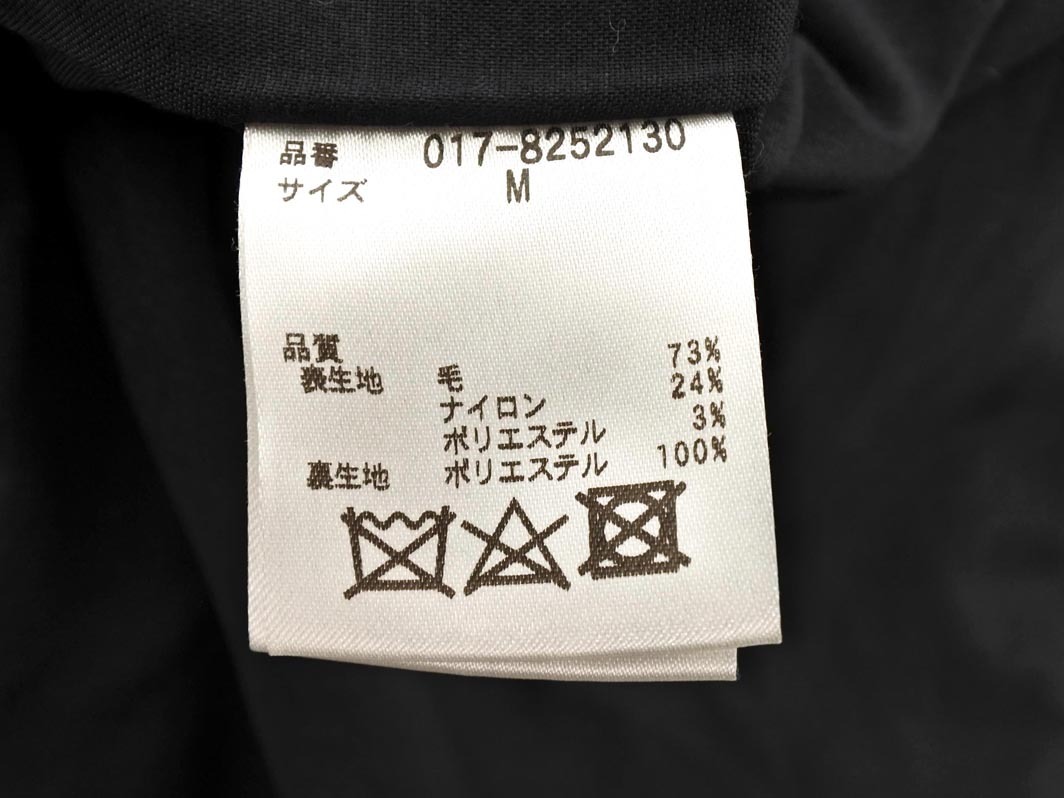 品番 017-8252130
サイズ M
品質
表生地 毛 73%
ナイロン 24%
ポリエステル 3%
裏生地 ポリエステル 100%